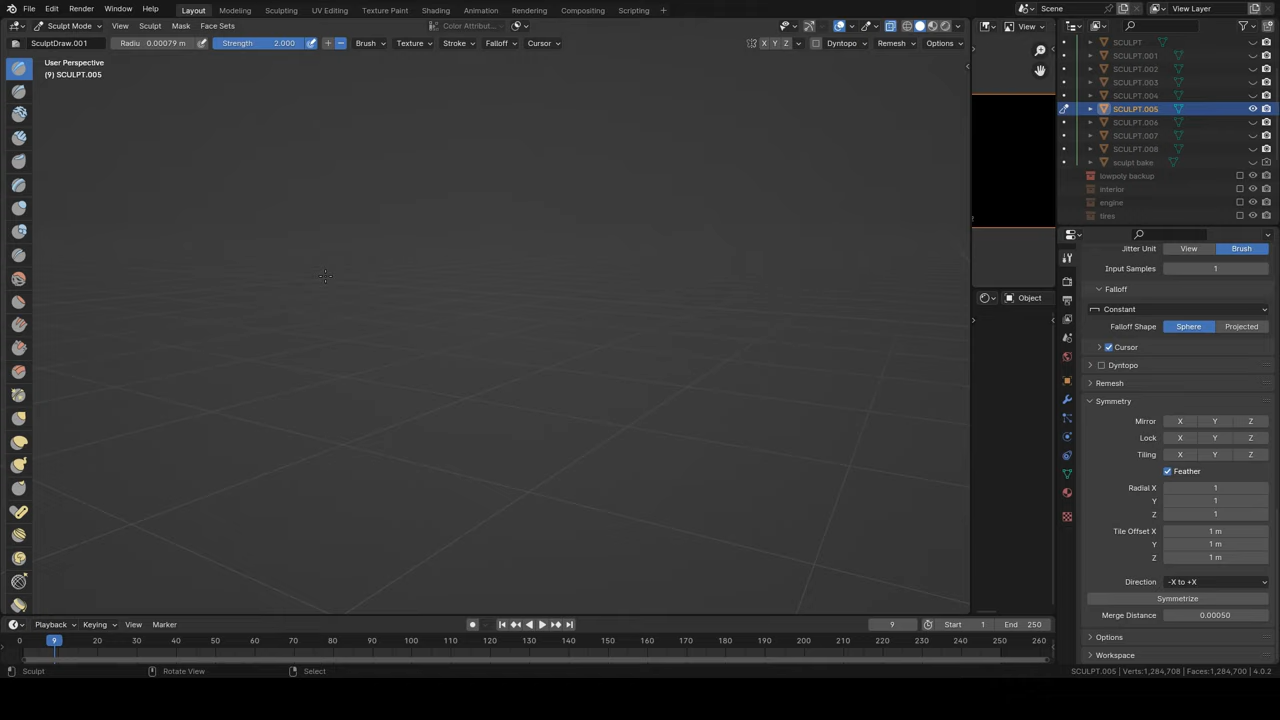 File Edit Render Window Help Layout Modeling Sculpting UV Editing Texture Paint Shading Animation Rendering Compositing Geometry Nodes Scripting + Scene View Layer
Sculpt Mode View Sculpt Mask Face Sets Color Attribut... View
SculptDraw.001 Radiu 0.00079 m Strength 2.000 Brush Texture Stroke Falloff Cursor X Y Z Dyntopo Remesh Options
User Perspective
(9) SCULPT.005
SCULPT
SCULPT.001
SCULPT.002
SCULPT.003
SCULPT.004
SCULPT.005
SCULPT.006
SCULPT.007
SCULPT.008
sculpt bake
lowpoly backup
interior
engine
tires
Jitter Unit View Brush
Input Samples 1
Falloff
Constant
Falloff Shape Sphere Projected
Cursor
Dyntopo
Remesh
Symmetry
Mirror X Y Z
Lock X Y Z
Tiling X Y Z
Feather
Radial X 1
Y 1
Z 1
Tile Offset X 1 m
Y 1 m
Z 1 m
Direction -X to +X
Symmetrize
Merge Distance 0.00050
Options
Workspace
Object
Playback Keying View Marker 9 Start 1 End 250
0 9 20 30 40 50 60 70 80 90 100 110 120 130 140 150 160 170 180 190 200 210 220 230 240 250 260
Sculpt Rotate View Select SCULPT.005 | Verts:1,284,708 | Faces:1,284,700 | 4.0.2